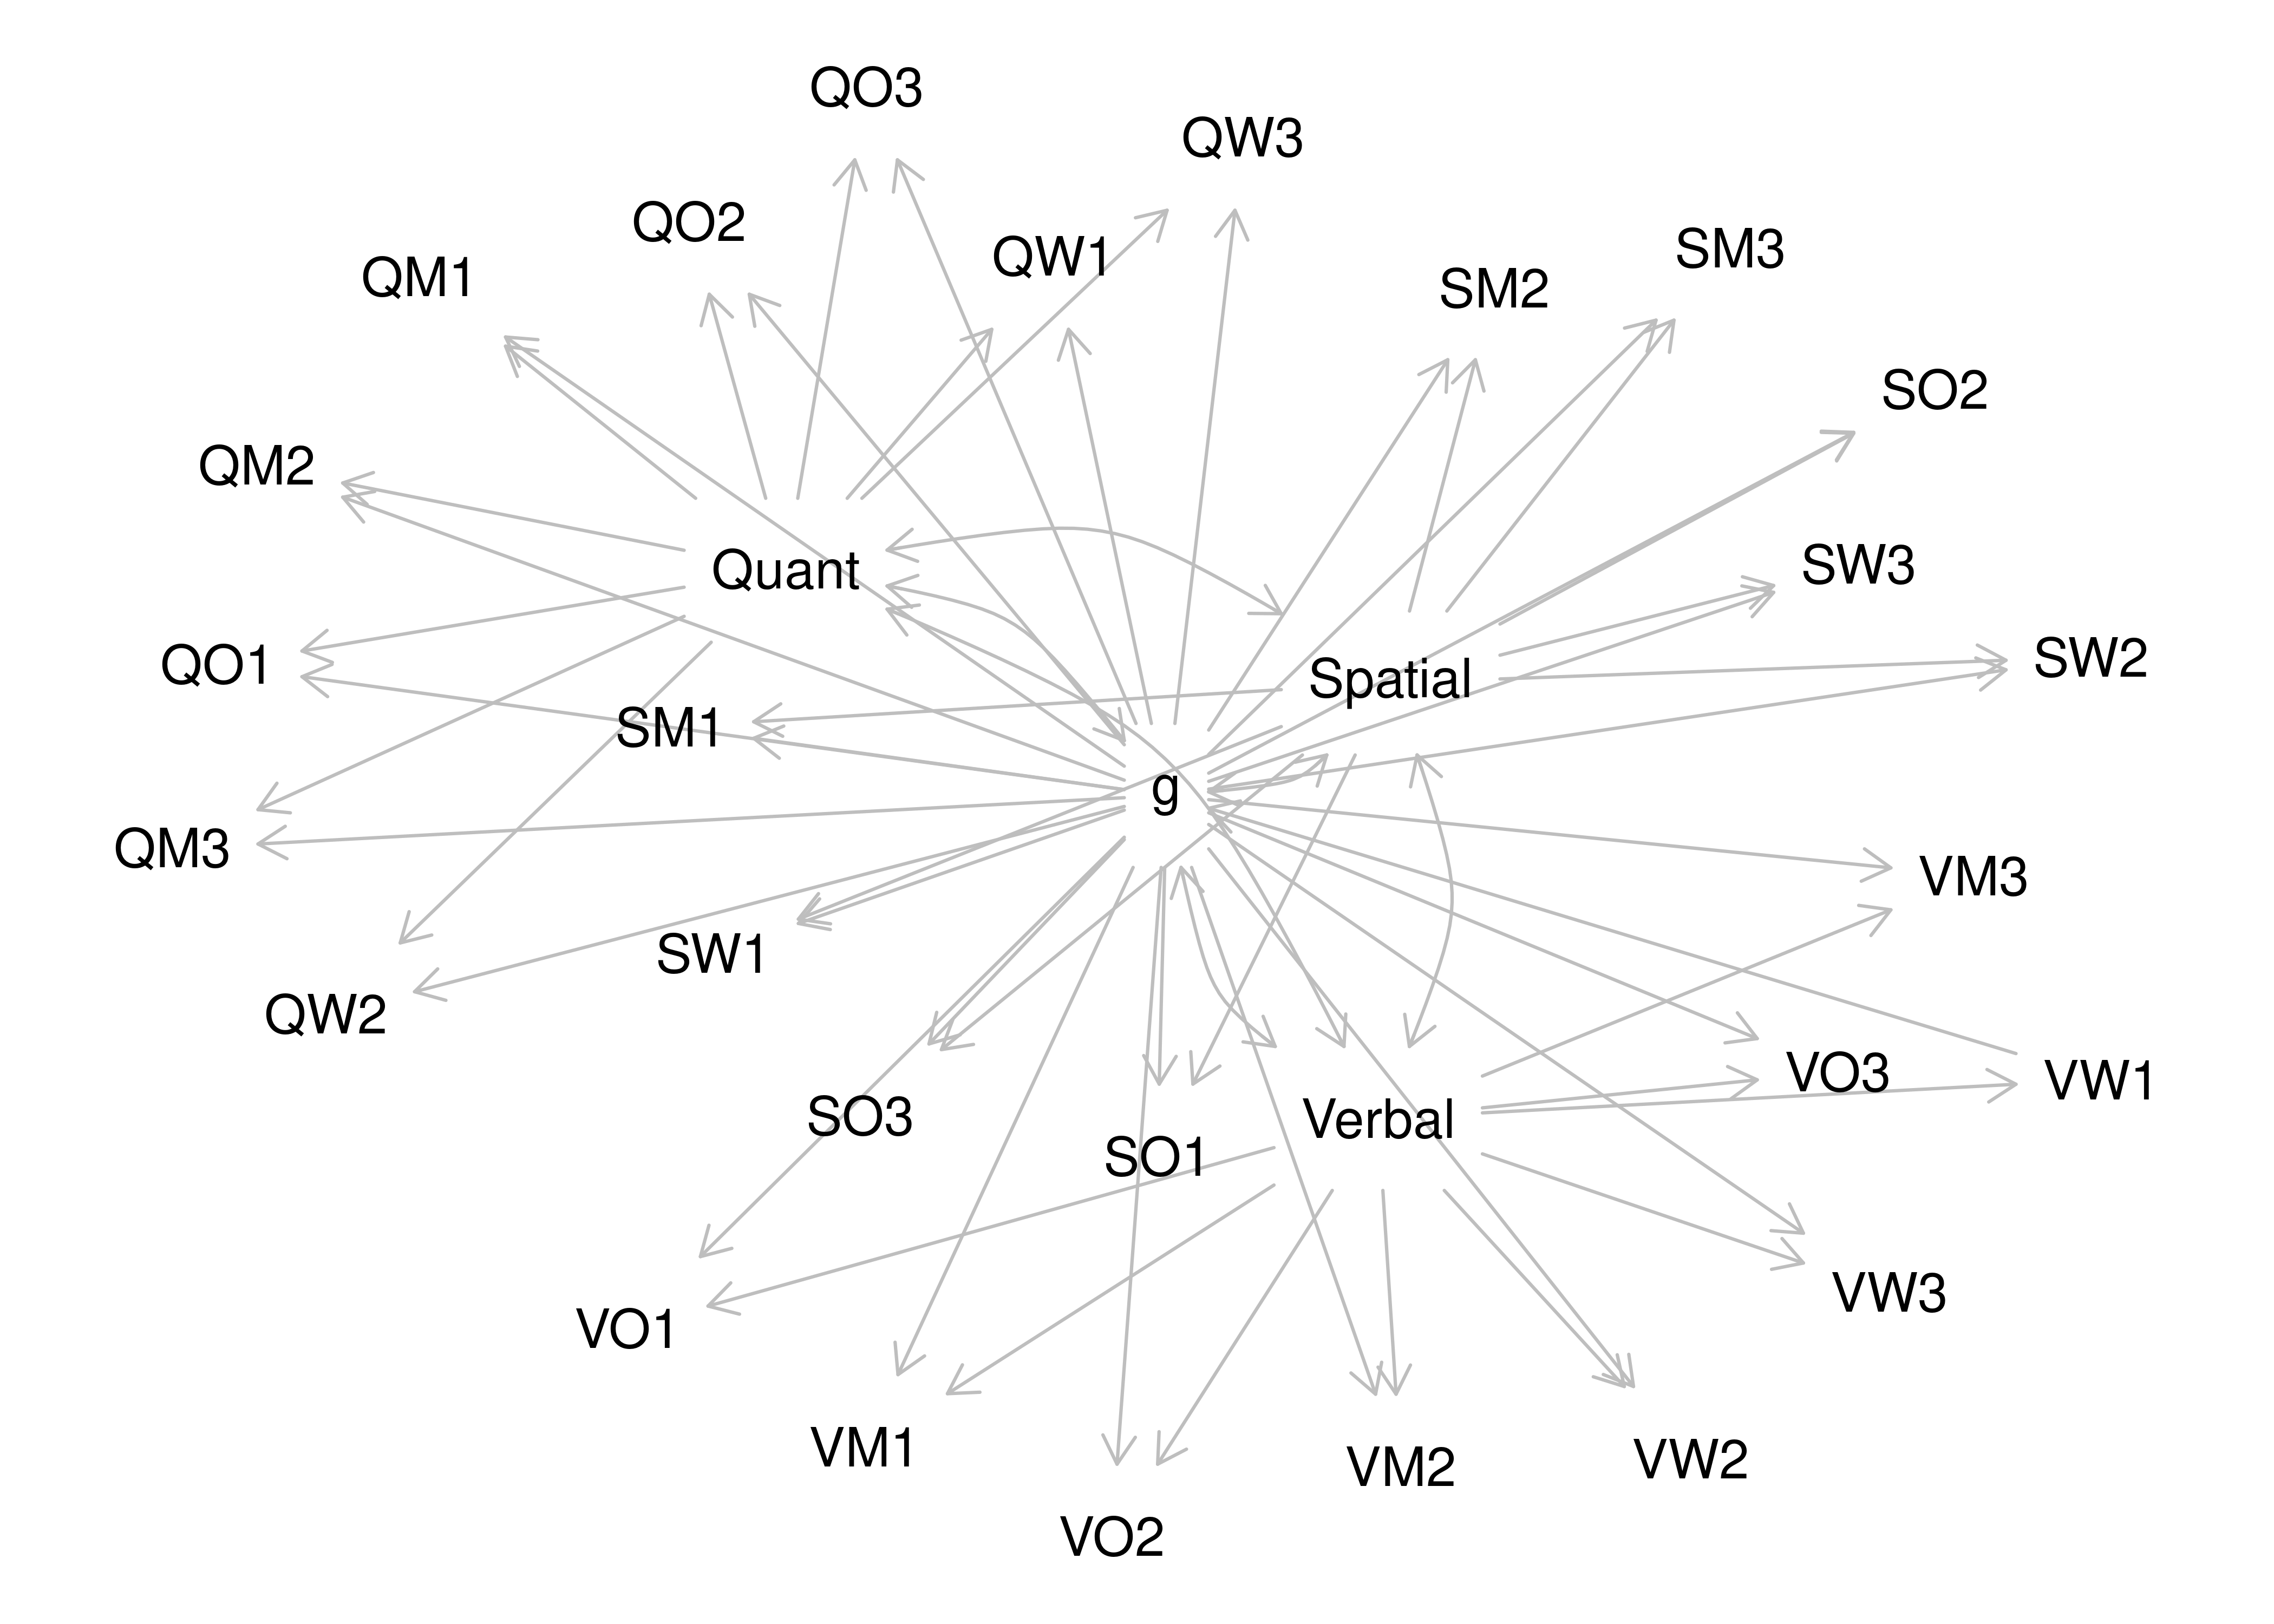 QO3
QW3
QO2
QW1
SM3
QM1
SM2
SO2
QM2
Quant
SW3
QO1
Spatial
SW2
SM1
g
QM3
VM3
SW1
QW2
VO3
VW1
SO3
Verbal
SO1
VW3
VO1
VM1
VM2
VW2
VO2